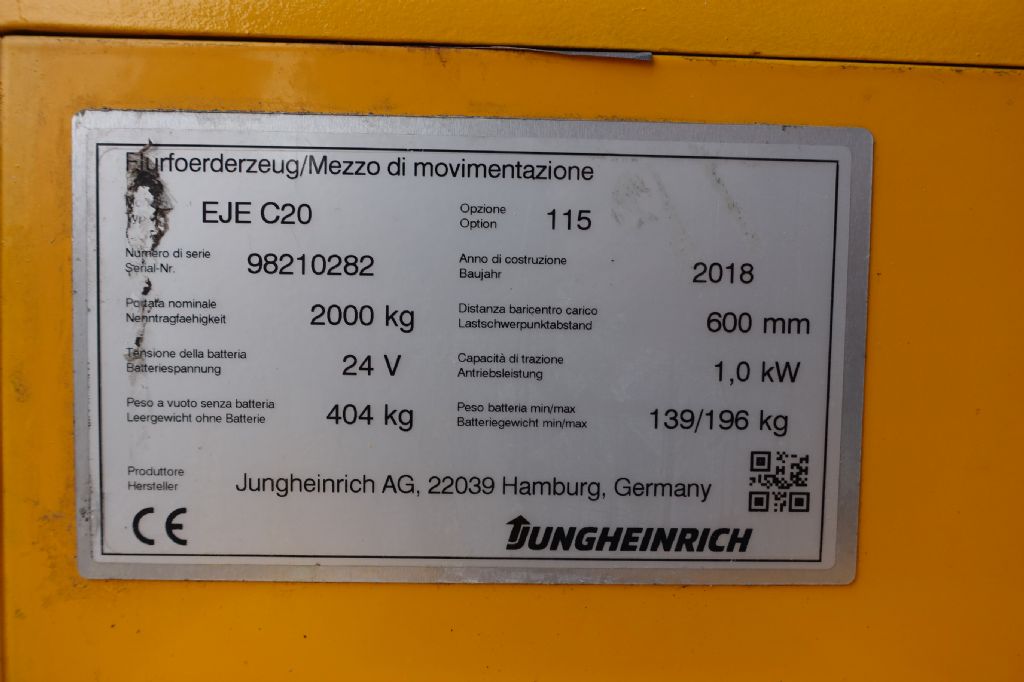 Flurfoerderzeug/Mezzo di movimentazione
EJE C20
Opzione
Option
115
Numero di serie
Serial-Nr.
98210282
Anno di costruzione
Baujahr
2018
Portata nominale
Nenntragfaehigkeit
2000 kg
Distanza baricentro carico
Lastschwerpunktabstand
600 mm
Tensione della batteria
Batteriespannung
24 V
Capacità di trazione
Antriebsleistung
1,0 kW
Peso a vuoto senza batteria
Leergewicht ohne Batterie
404 kg
Peso batteria min/max
Batteriegewicht min/max
139/196 kg
Produttore
Hersteller
Jungheinrich AG, 22039 Hamburg, Germany
CE
JUNGHEINRICH